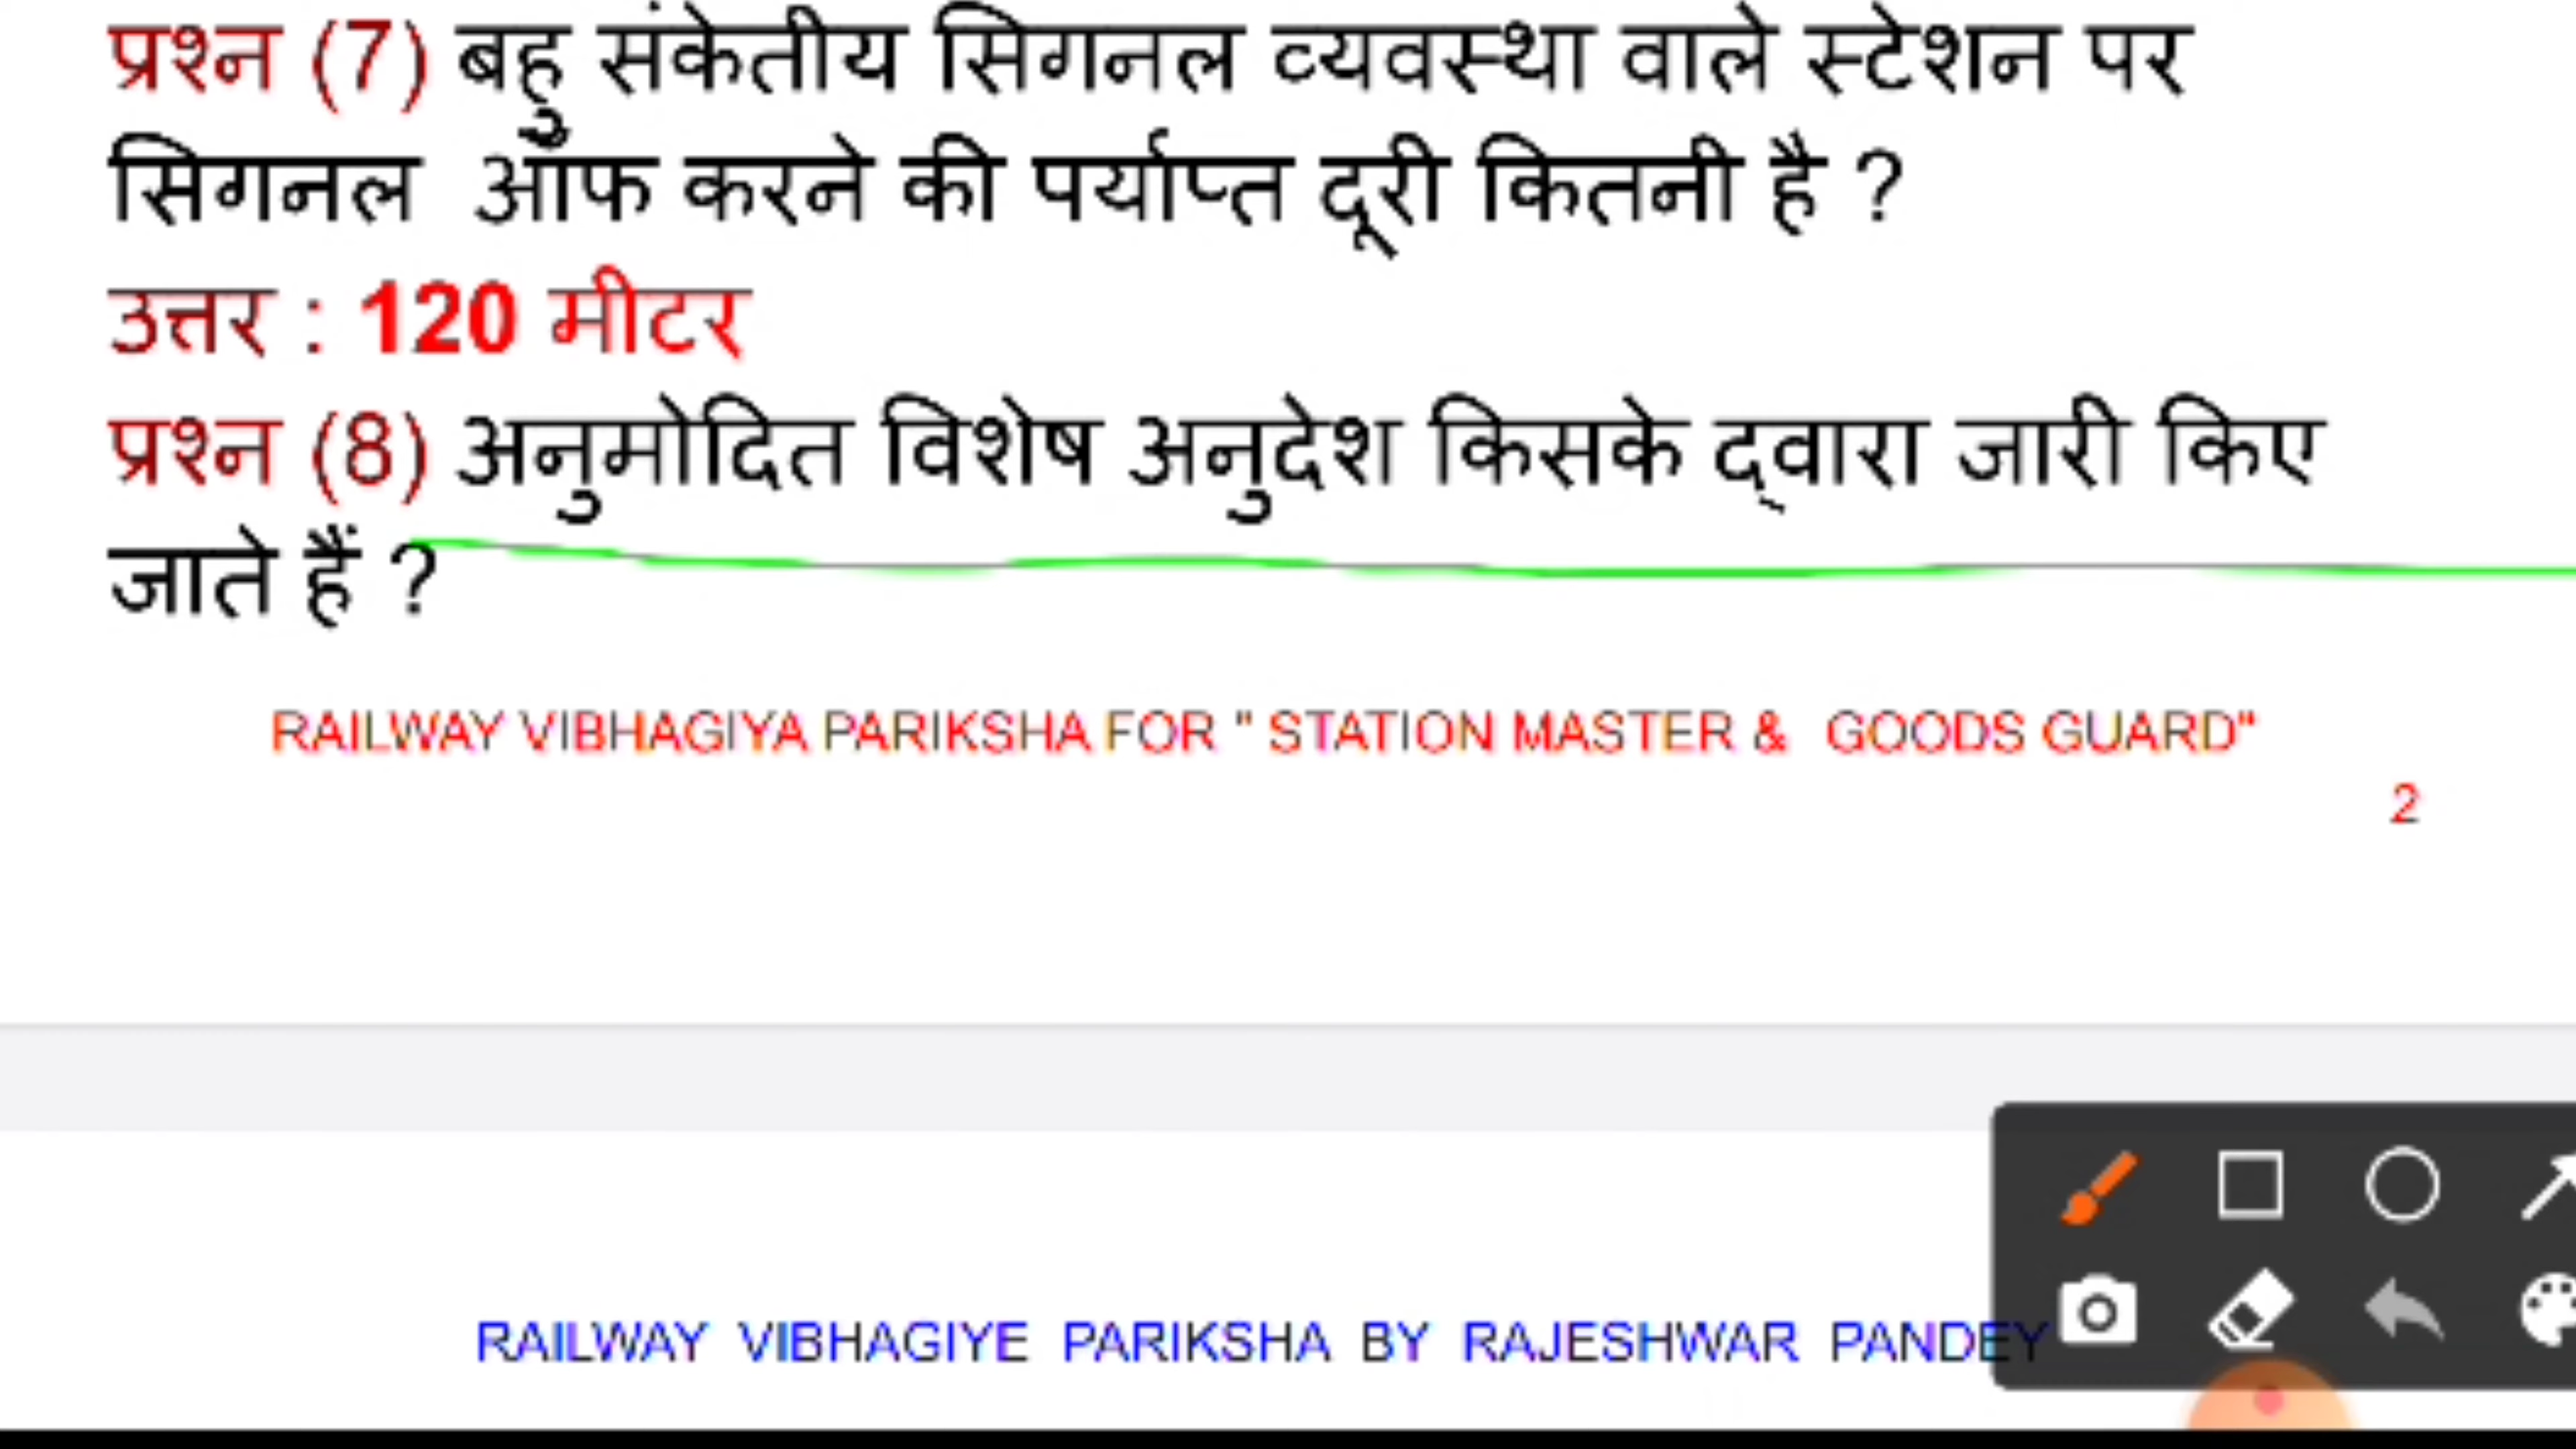 प्रश्न (7) बहु संकेतीय सिगनल व्यवस्था वाले स्टेशन पर
सिगनल ऑफ करने की पर्याप्त दूरी कितनी है ?
उत्तर : 120 मीटर
प्रश्न (8) अनुमोदित विशेष अनुदेश किसके द्वारा जारी किए
जाते हैं ?
RAILWAY VIBHAGIYA PARIKSHA FOR " STATION MASTER & GOODS GUARD"
2
RAILWAY VIBHAGIYE PARIKSHA BY RAJESHWAR PANDEY